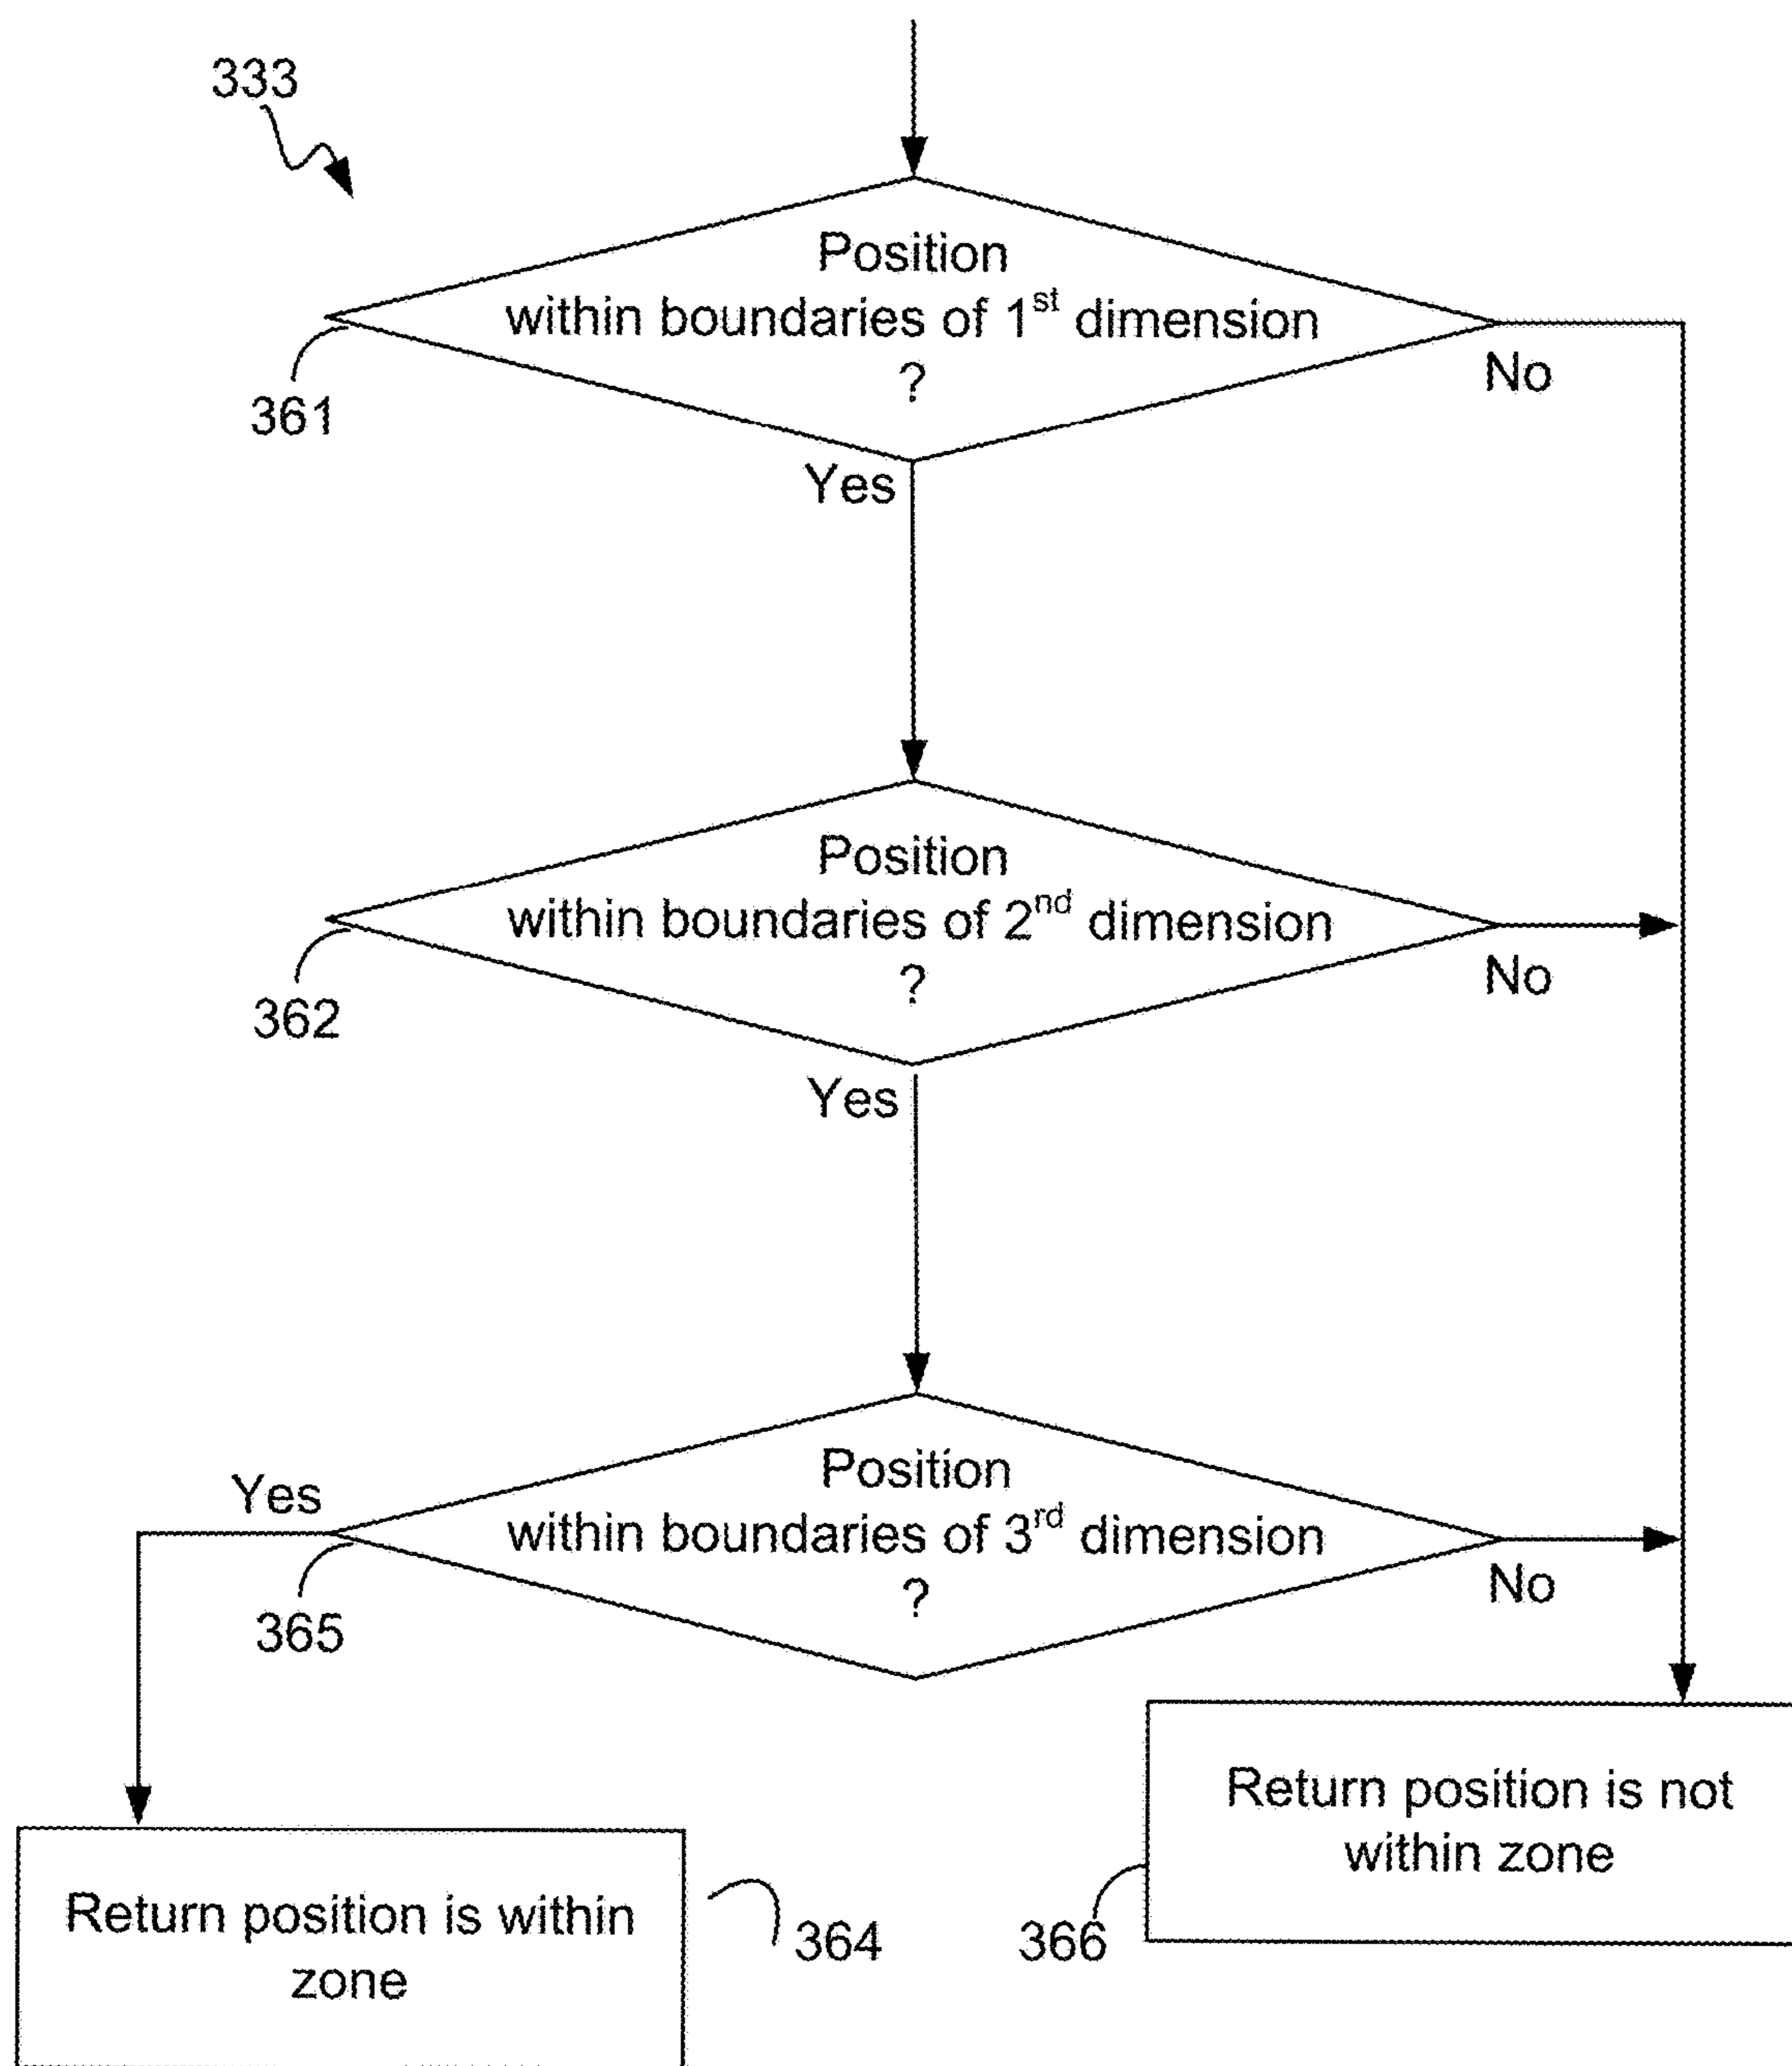 333
Position
within boundaries of 1st dimension
?
361
No
Yes
Position
within boundaries of 2nd dimension
?
362
No
Yes
Yes
Position
within boundaries of 3rd dimension
?
365
No
Return position is not
within zone
366
Return position is within
zone
364